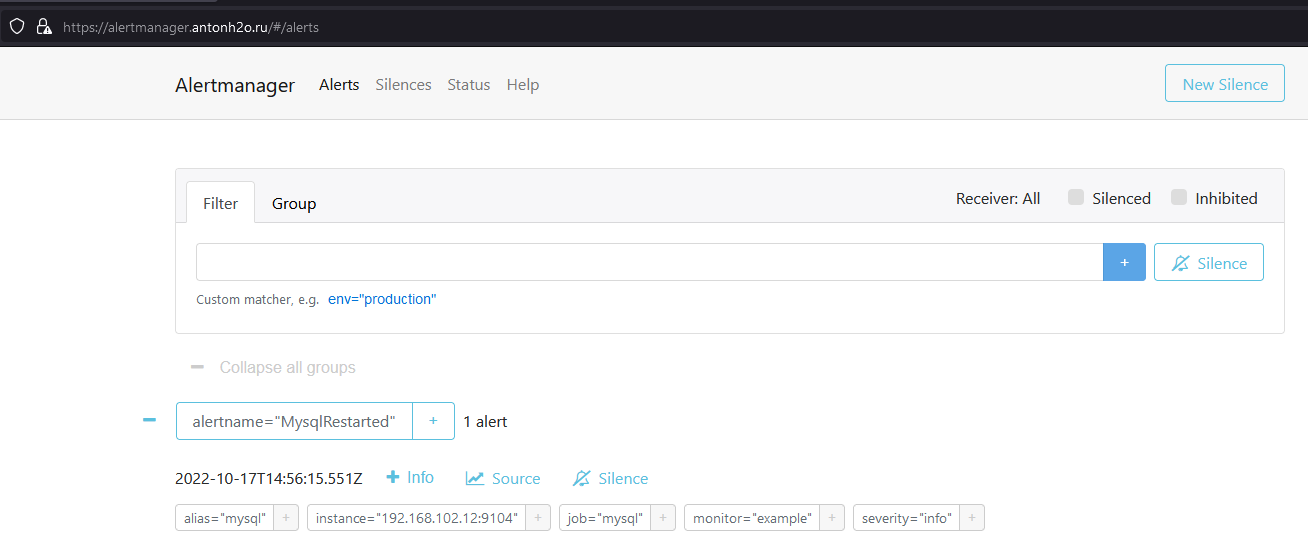 https://alertmanager.antonh2o.ru/#/alerts
Alertmanager Alerts Silences Status Help New Silence
Filter Group Receiver: All Silenced Inhibited
+ Silence
Custom matcher, e.g. env="production"
Collapse all groups
alertname="MysqlRestarted" + 1 alert
2022-10-17T14:56:15.551Z Info Source Silence
alias="mysql" + instance="192.168.102.12:9104" + job="mysql" + monitor="example" + severity="info" +